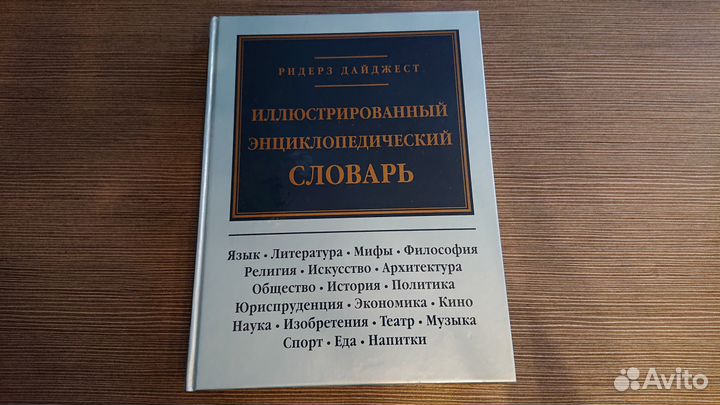 РИДЕРЗ ДАЙДЖЕСТ
ИЛЛЮСТРИРОВАННЫЙ
ЭНЦИКЛОПЕДИЧЕСКИЙ
СЛОВАРЬ
Язык • Литература • Мифы • Философия
Религия • Искусство • Архитектура
Общество • История • Политика
Юриспруденция • Экономика • Кино
Наука • Изобретения • Театр • Музыка
Спорт • Еда • Напитки
Avito